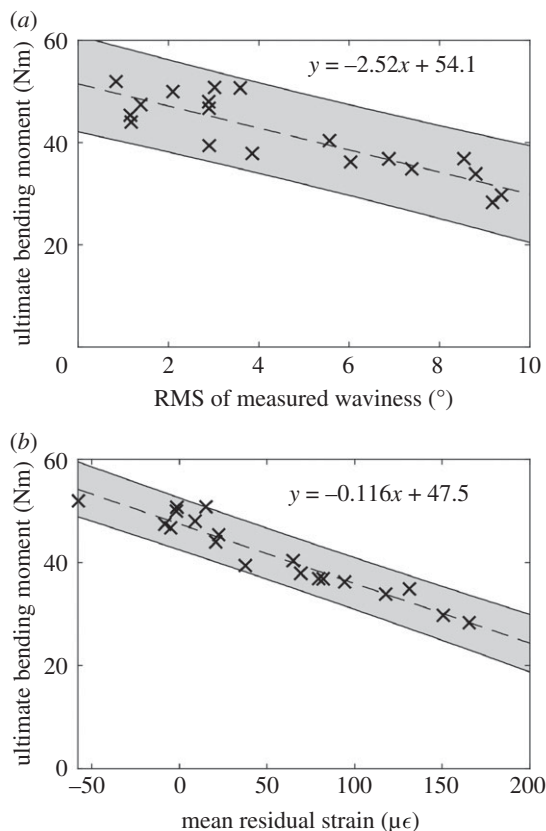 (a)
60
y = –2.52x + 54.1
40
20
0
0 2 4 6 8 10
ultimate bending moment (Nm)
RMS of measured waviness (°)
(b)
60
y = –0.116x + 47.5
40
20
0
–50 0 50 100 150 200
ultimate bending moment (Nm)
mean residual strain (µϵ)